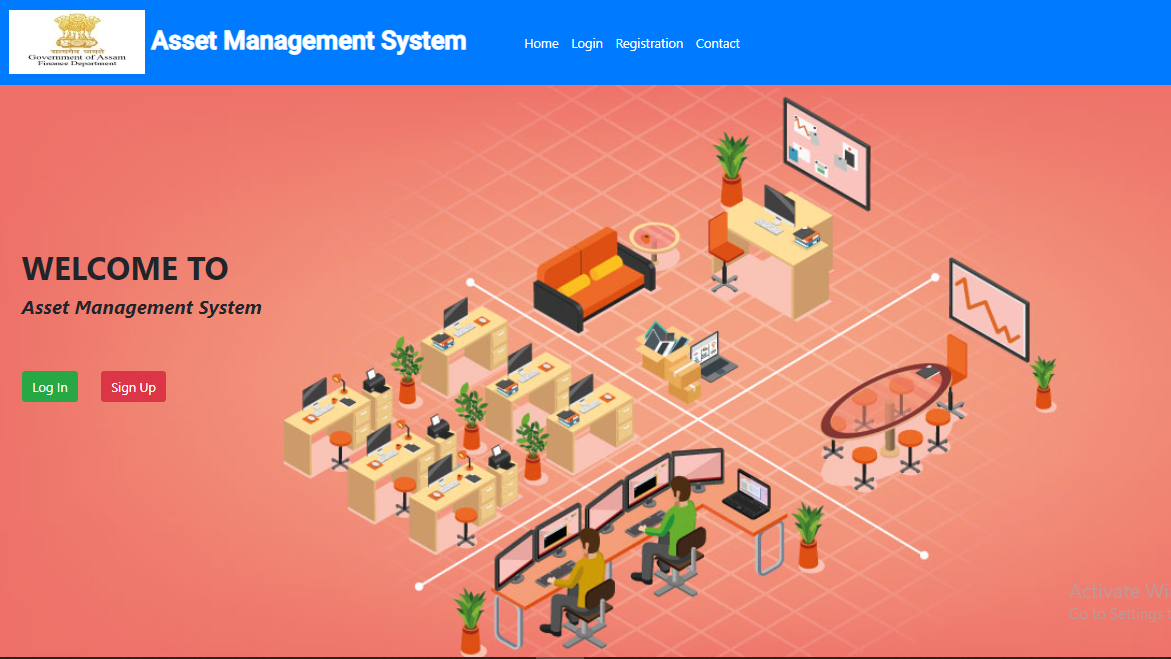 सत्यमेव जयते
Government of Assam
Finance Department
Asset Management System
Home Login Registration Contact
WELCOME TO
Asset Management System
Log In Sign Up
Activate Wi
Go to Settings